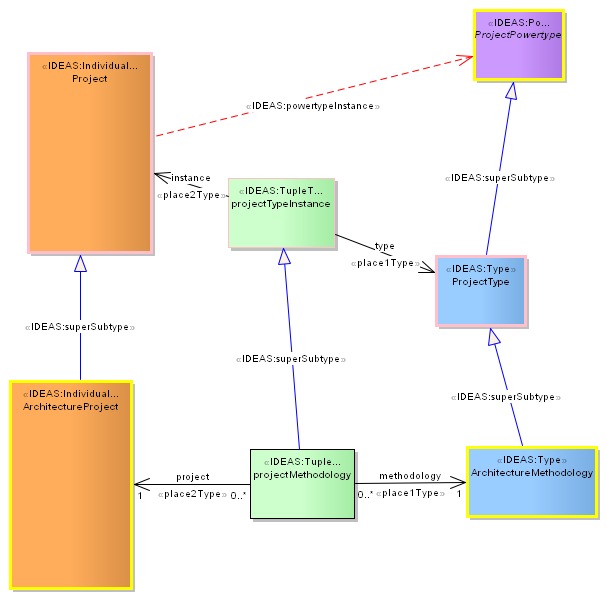 «IDEAS:Po...
ProjectPowertype
«IDEAS:Individual...
Project
«IDEAS:powertypeInstance»
instance
«place2Type»
«IDEAS:TupleT...
projectTypeInstance
«IDEAS:superSubtype»
type
«place1Type»
«IDEAS:Type»
ProjectType
«IDEAS:superSubtype»
«IDEAS:superSubtype»
«IDEAS:superSubtype»
«IDEAS:Individual...
ArchitectureProject
«IDEAS:Tuple...
projectMethodology
«IDEAS:Type»
ArchitectureMethodology
project
1
«place2Type»
0..*
methodology
0..*
«place1Type»
1